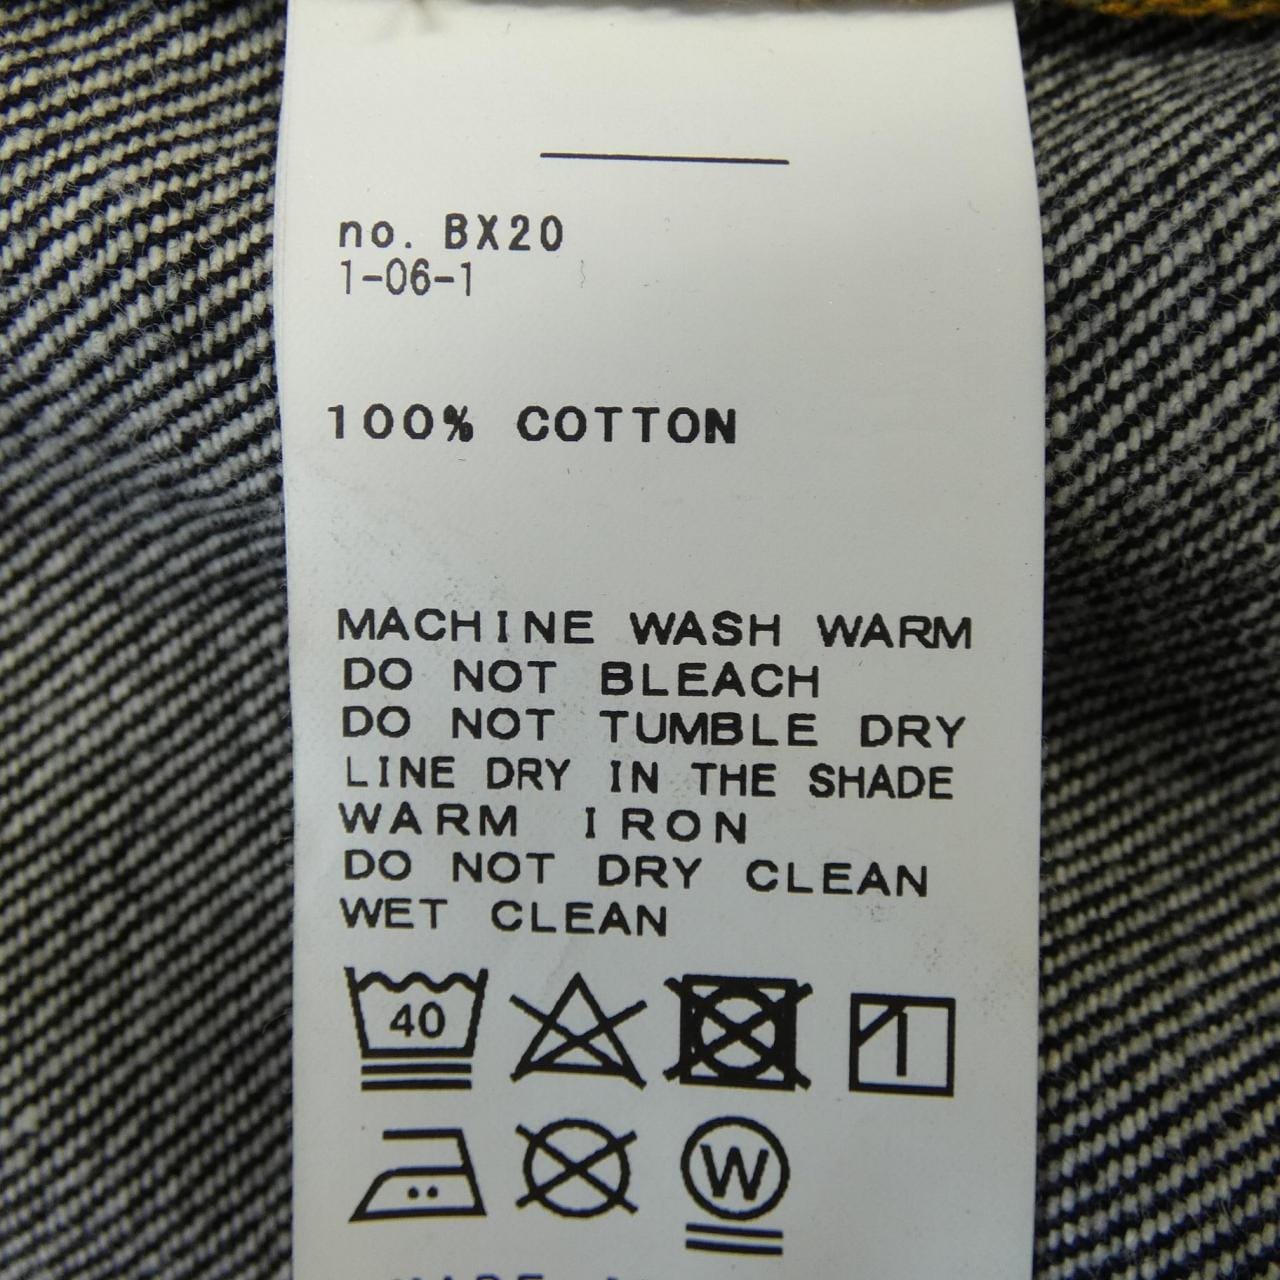 no. BX20
1-06-1
100% COTTON
MACHINE WASH WARM
DO NOT BLEACH
DO NOT TUMBLE DRY
LINE DRY IN THE SHADE
WARM IRON
DO NOT DRY CLEAN
WET CLEAN
40
W